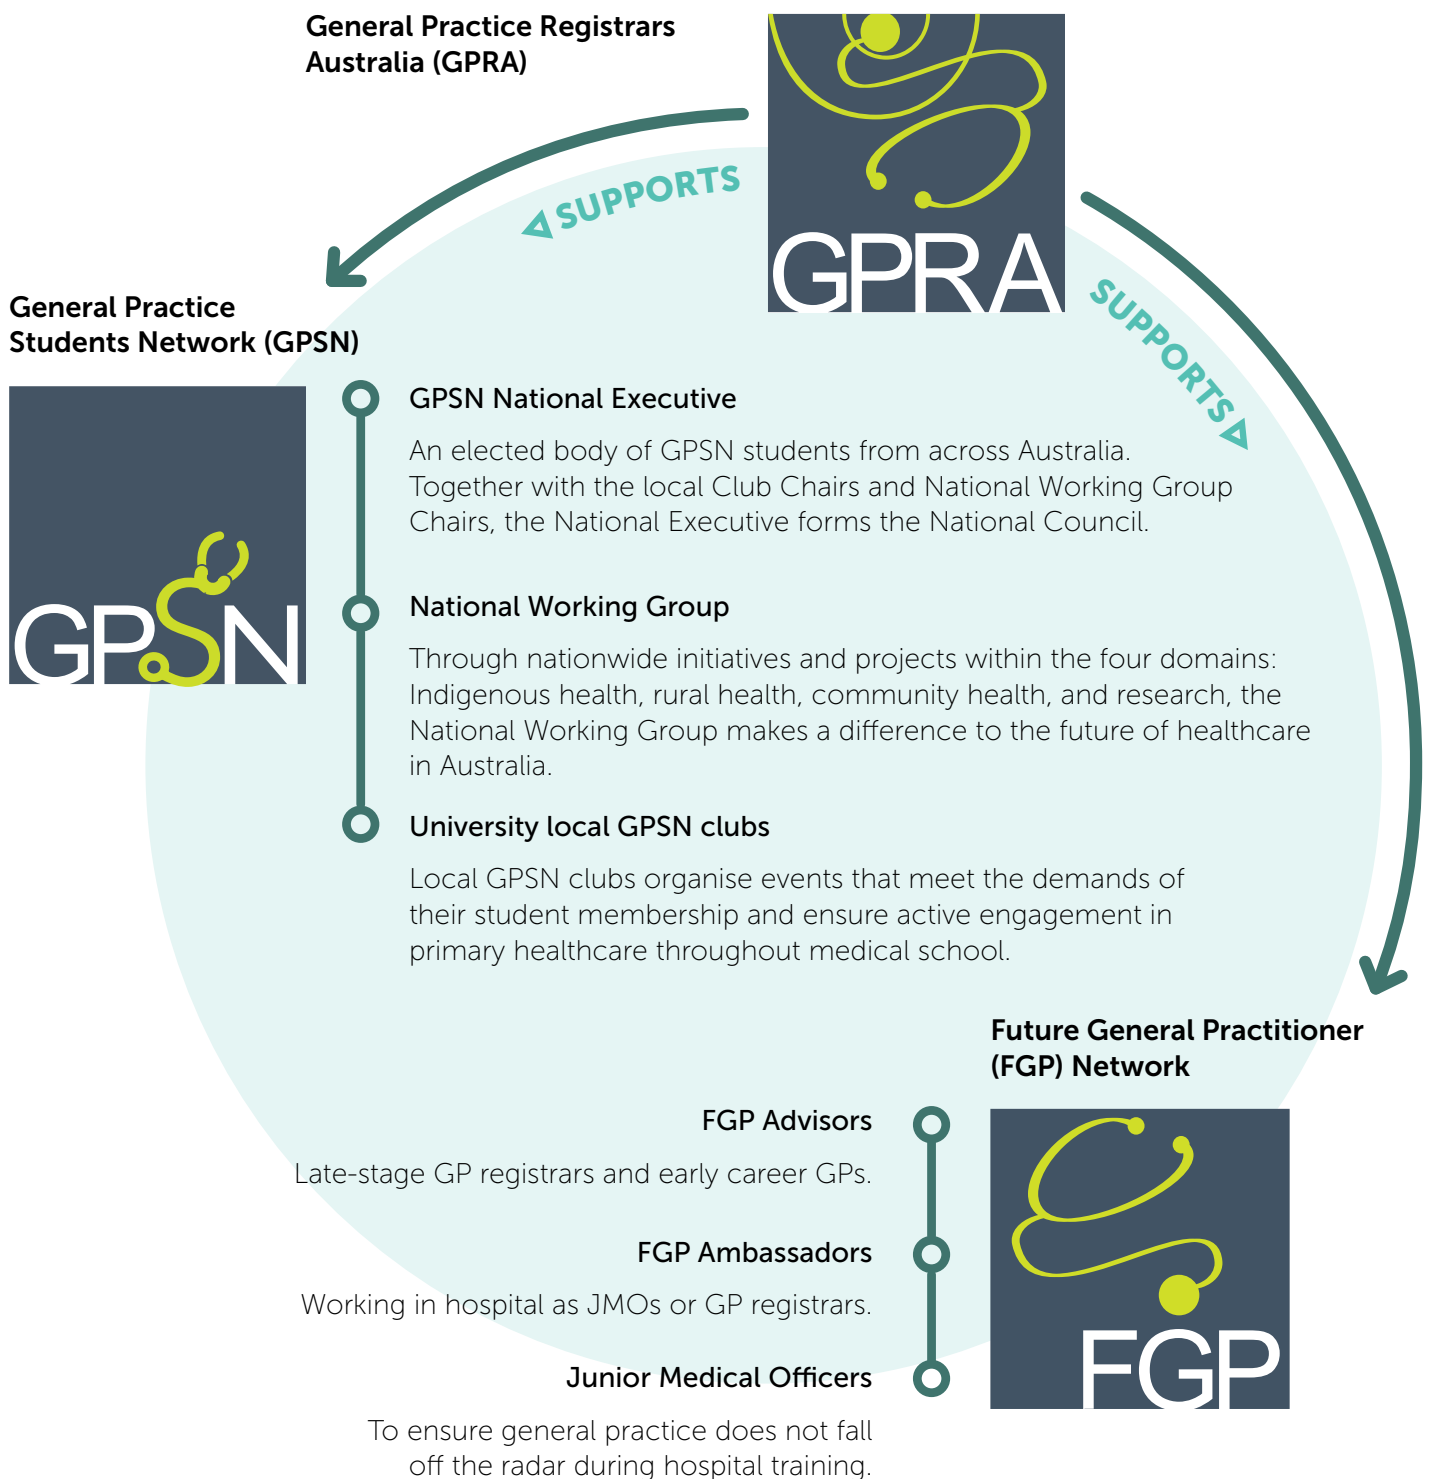 General Practice Registrars
Australia (GPRA)
GPRA
SUPPORTS
SUPPORTS
General Practice
Students Network (GPSN)
GPSN
GPSN National Executive
An elected body of GPSN students from across Australia.
Together with the local Club Chairs and National Working Group
Chairs, the National Executive forms the National Council.
National Working Group
Through nationwide initiatives and projects within the four domains:
Indigenous health, rural health, community health, and research, the
National Working Group makes a difference to the future of healthcare
in Australia.
University local GPSN clubs
Local GPSN clubs organise events that meet the demands of
their student membership and ensure active engagement in
primary healthcare throughout medical school.
Future General Practitioner
(FGP) Network
FGP
FGP Advisors
Late-stage GP registrars and early career GPs.
FGP Ambassadors
Working in hospital as JMOs or GP registrars.
Junior Medical Officers
To ensure general practice does not fall
off the radar during hospital training.